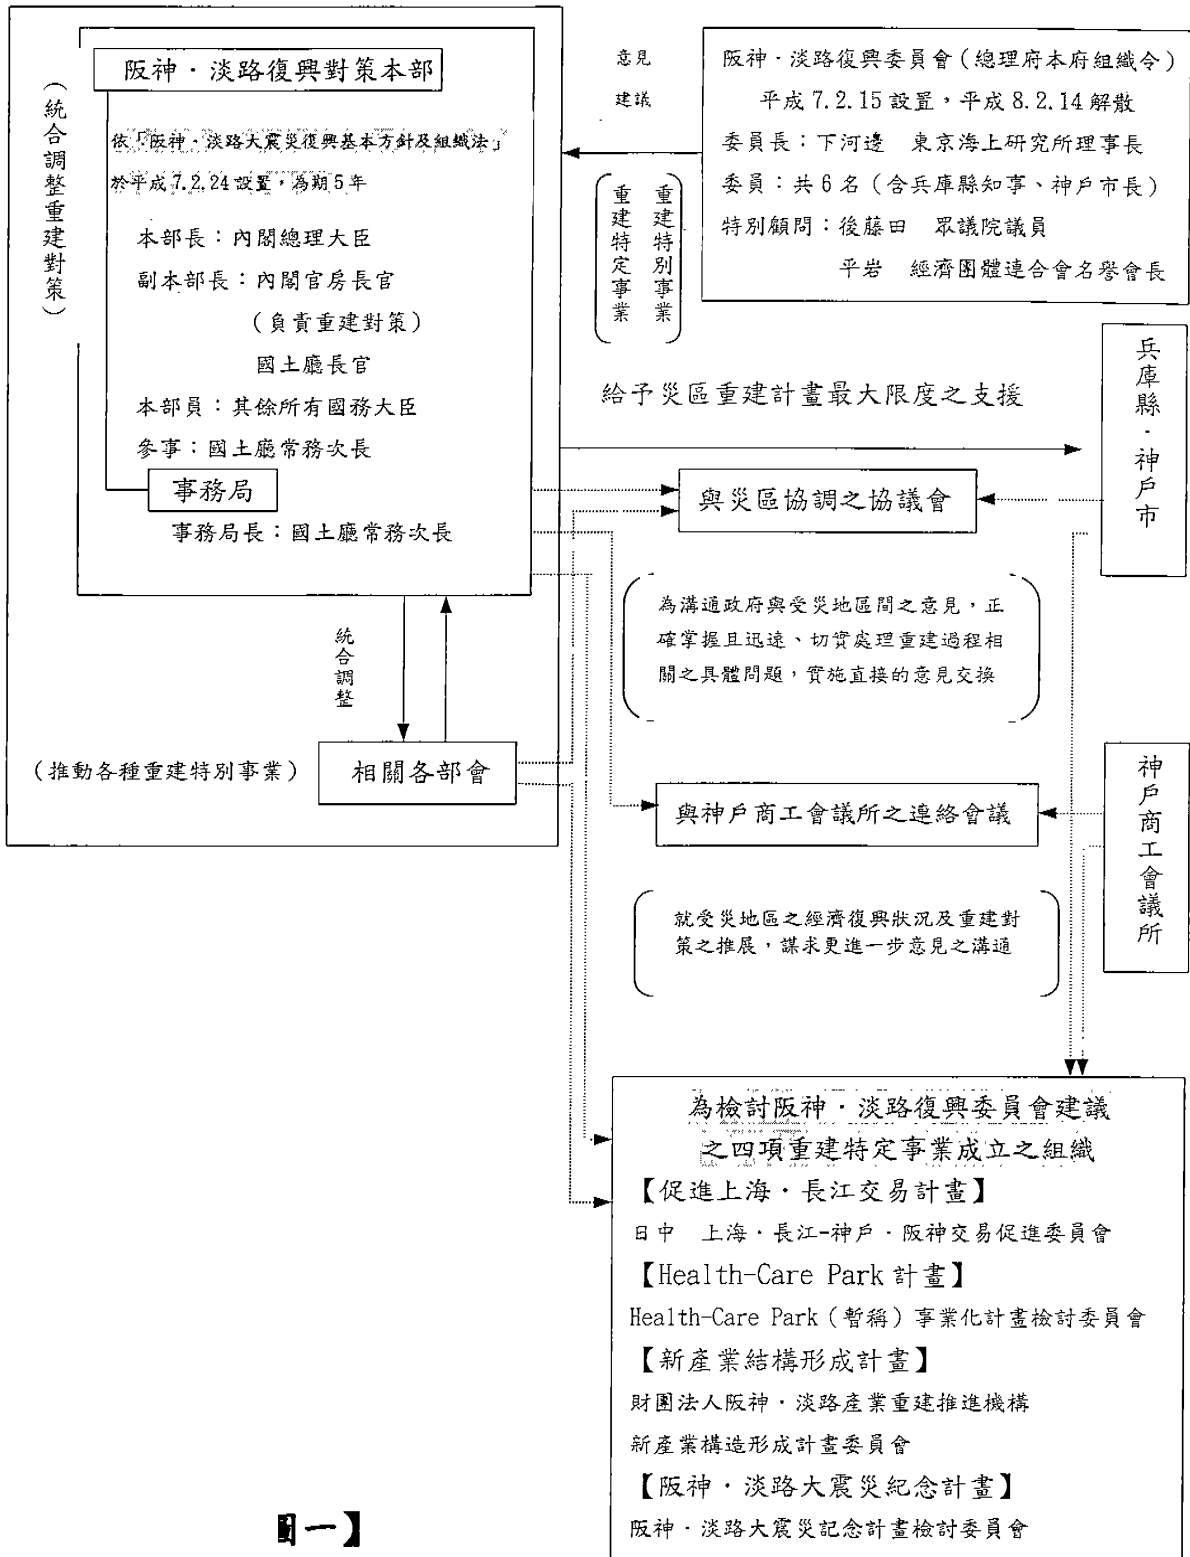 (統合調整重建對策)
阪神‧淡路復興對策本部
依「阪神‧淡路大震災復興基本方針及組織法」
於平成7.2.24設置，為期5年
本部長：內閣總理大臣
副本部長：內閣官房長官
(負責重建對策)
國土廳長官
本部員：其餘所有國務大臣
參事：國土廳常務次長
事務局
事務局長：國土廳常務次長
統合調整
(推動各種重建特別事業)
相關各部會
意見
建議
重建特別事業
重建特定事業
阪神‧淡路復興委員會(總理府本府組織令)
平成7.2.15設置，平成8.2.14解散
委員長：下河邊　東京海上研究所理事長
委員：共6名(含兵庫縣知事、神戶市長)
特別顧問：後藤田　眾議院議員
平岩　經濟團體連合會名譽會長
給予災區重建計畫最大限度之支援
兵庫縣‧神戶市
與災區協調之協議會
為溝通政府與受災地區間之意見，正
確掌握且迅速、切實處理重建過程相
關之具體問題，實施直接的意見交換
與神戶商工會議所之連絡會議
神戶商工會議所
就受災地區之經濟復興狀況及重建對
策之推展，謀求更進一步意見之溝通
為檢討阪神‧淡路復興委員會建議
之四項重建特定事業成立之組織
【促進上海‧長江交易計畫】
日中　上海‧長江-神戶‧阪神交易促進委員會
【Health-Care Park計畫】
Health-Care Park(暫稱)事業化計畫檢討委員會
【新產業結構形成計畫】
財團法人阪神‧淡路產業重建推進機構
新產業構造形成計畫委員會
【阪神‧淡路大震災紀念計畫】
阪神‧淡路大震災記念計畫檢討委員會
圖一】